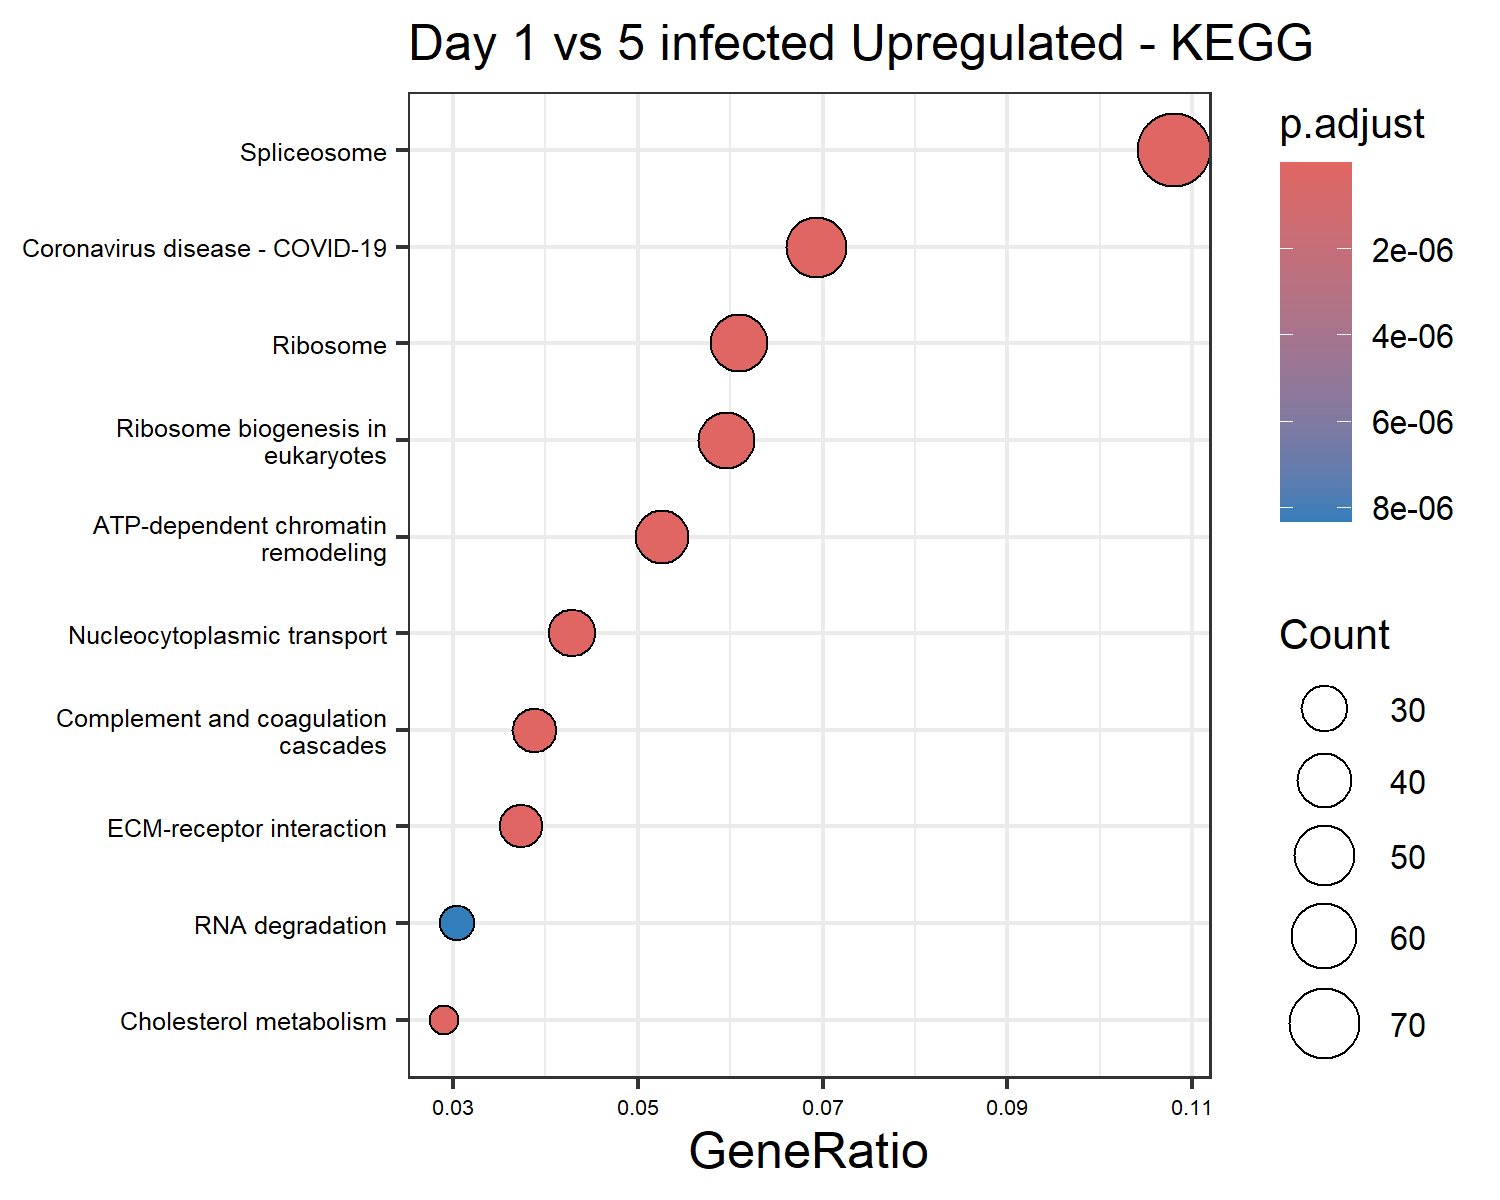 Day 1 vs 5 infected Upregulated - KEGG
Spliceosome
Coronavirus disease - COVID-19
Ribosome
Ribosome biogenesis in
eukaryotes
ATP-dependent chromatin
remodeling
Nucleocytoplasmic transport
Complement and coagulation
cascades
ECM-receptor interaction
RNA degradation
Cholesterol metabolism
0.03
0.05
0.07
0.09
0.11
GeneRatio
p.adjust
2e-06
4e-06
6e-06
8e-06
Count
30
40
50
60
70